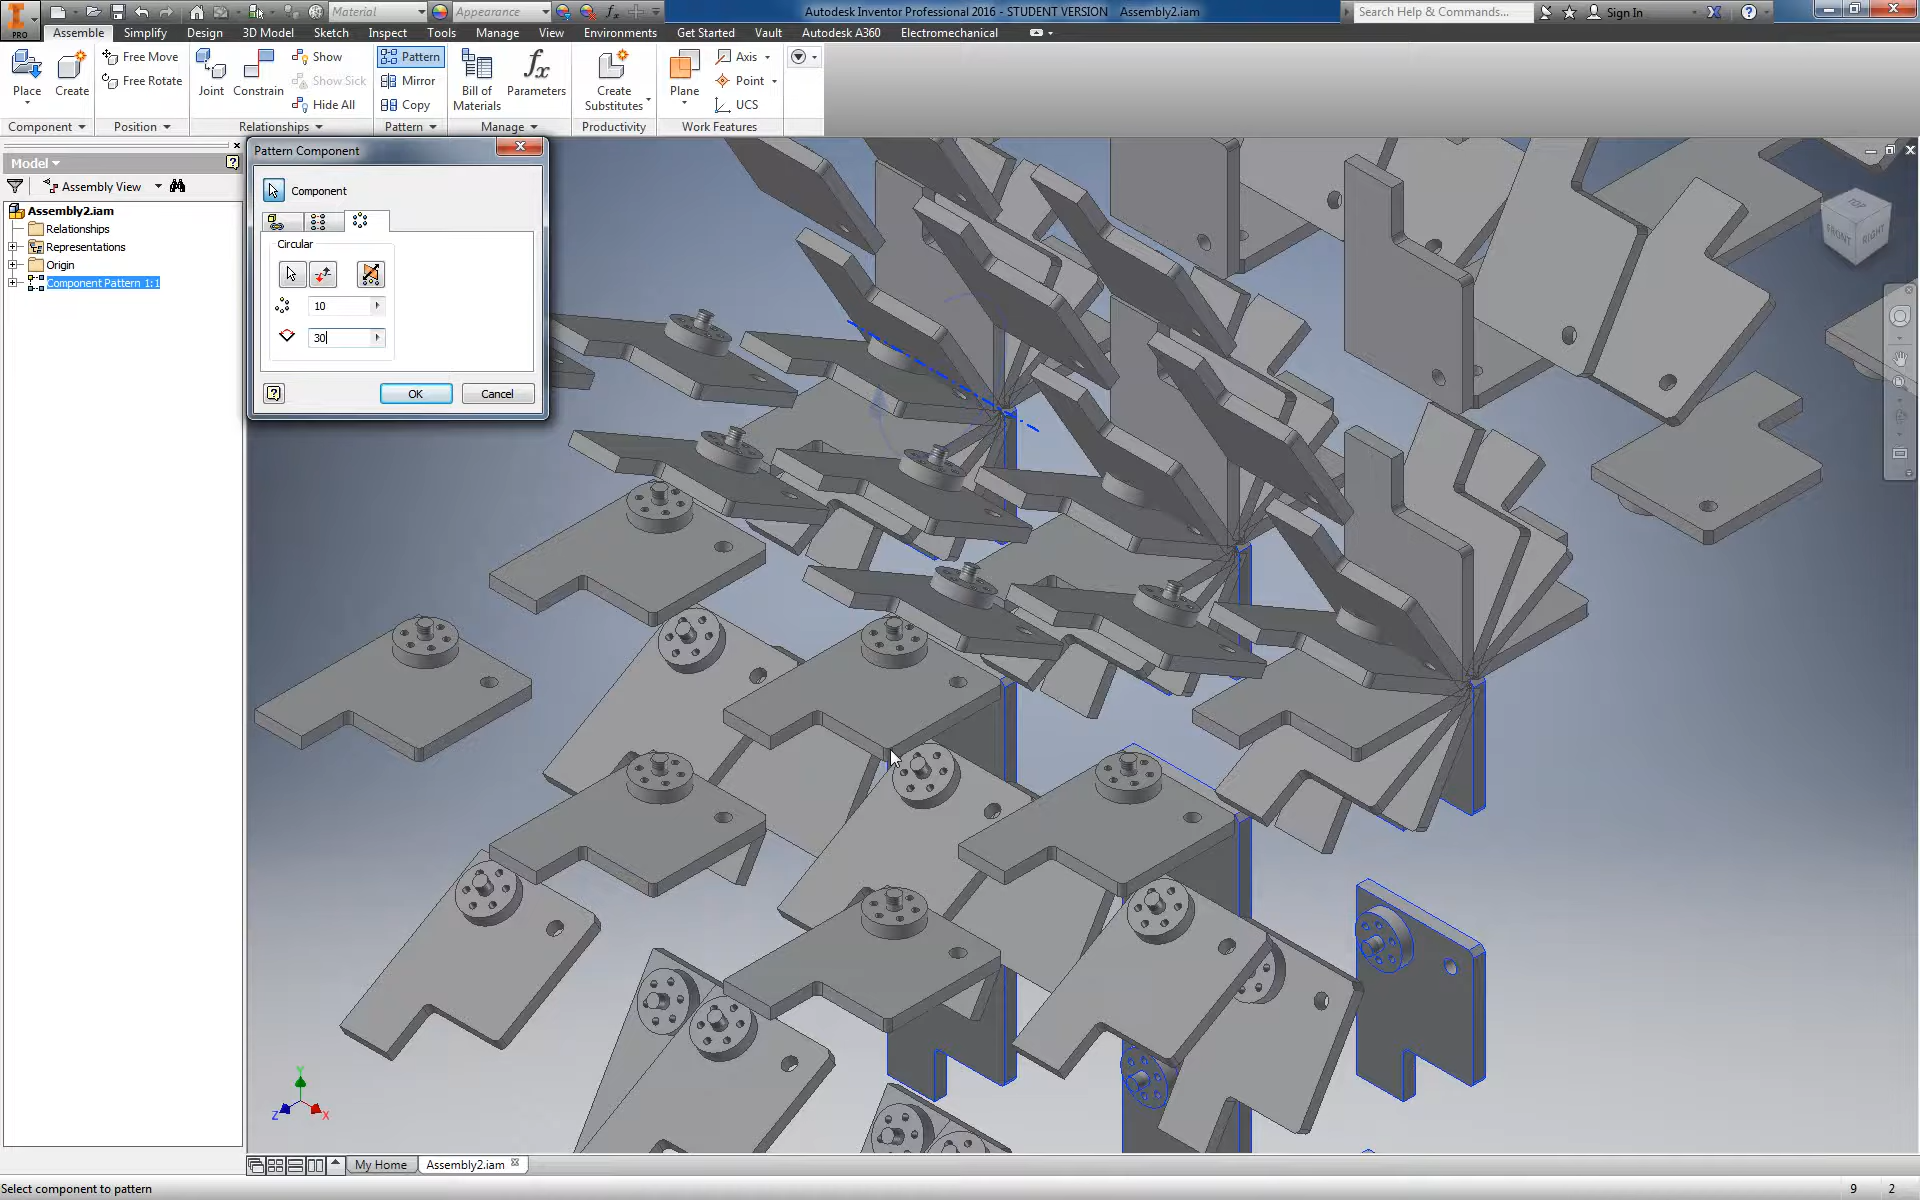 Material
Appearance
Autodesk Inventor Professional 2016 - STUDENT VERSION Assembly2.iam
Search Help & Commands...
Sign In
PRO
Assemble Simplify Design 3D Model Sketch Inspect Tools Manage View Environments Get Started Vault Autodesk A360 Electromechanical
Place
Create
Free Move
Free Rotate
Joint
Constrain
Show
Show Sick
Hide All
Pattern
Mirror
Copy
Bill of
Materials
Parameters
Create
Substitutes
Plane
Axis
Point
UCS
Component
Position
Relationships
Pattern
Manage
Productivity
Work Features
Model
Assembly View
Assembly2.iam
Relationships
Representations
Origin
Component Pattern 1:1
Pattern Component
Component
Circular
10
30
OK
Cancel
TOP
FRONT
RIGHT
Y
Z
X
My Home
Assembly2.iam
Select component to pattern
9
2